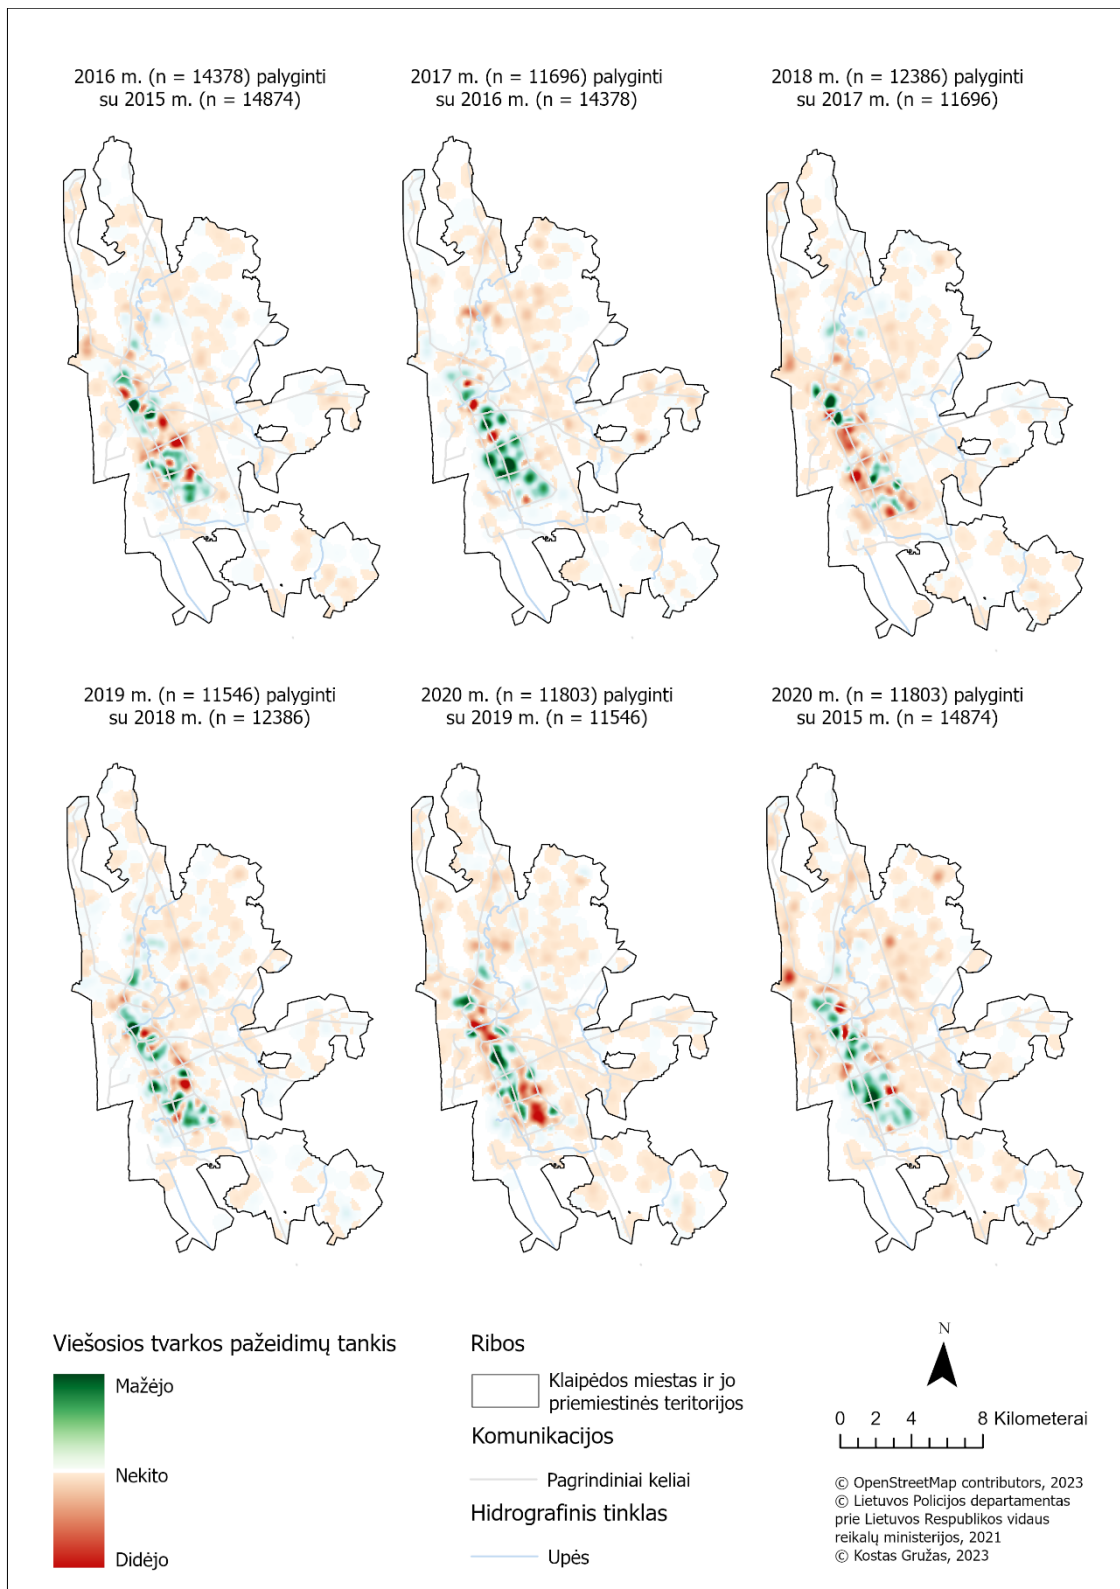 2016 m. (n = 14378) palyginti
su 2015 m. (n = 14874)
2017 m. (n = 11696) palyginti
su 2016 m. (n = 14378)
2018 m. (n = 12386) palyginti
su 2017 m. (n = 11696)
2019 m. (n = 11546) palyginti
su 2018 m. (n = 12386)
2020 m. (n = 11803) palyginti
su 2019 m. (n = 11546)
2020 m. (n = 11803) palyginti
su 2015 m. (n = 14874)
Viešosios tvarkos pažeidimų tankis
Mažėjo
Nekito
Didėjo
Ribos
Klaipėdos miestas ir jo
priemiestinės teritorijos
Komunikacijos
Pagrindiniai keliai
Hidrografinis tinklas
Upės
N
0 2 4 8 Kilometerai
© OpenStreetMap contributors, 2023
© Lietuvos Policijos departamentas
prie Lietuvos Respublikos vidaus
reikalų ministerijos, 2021
© Kostas Gružas, 2023